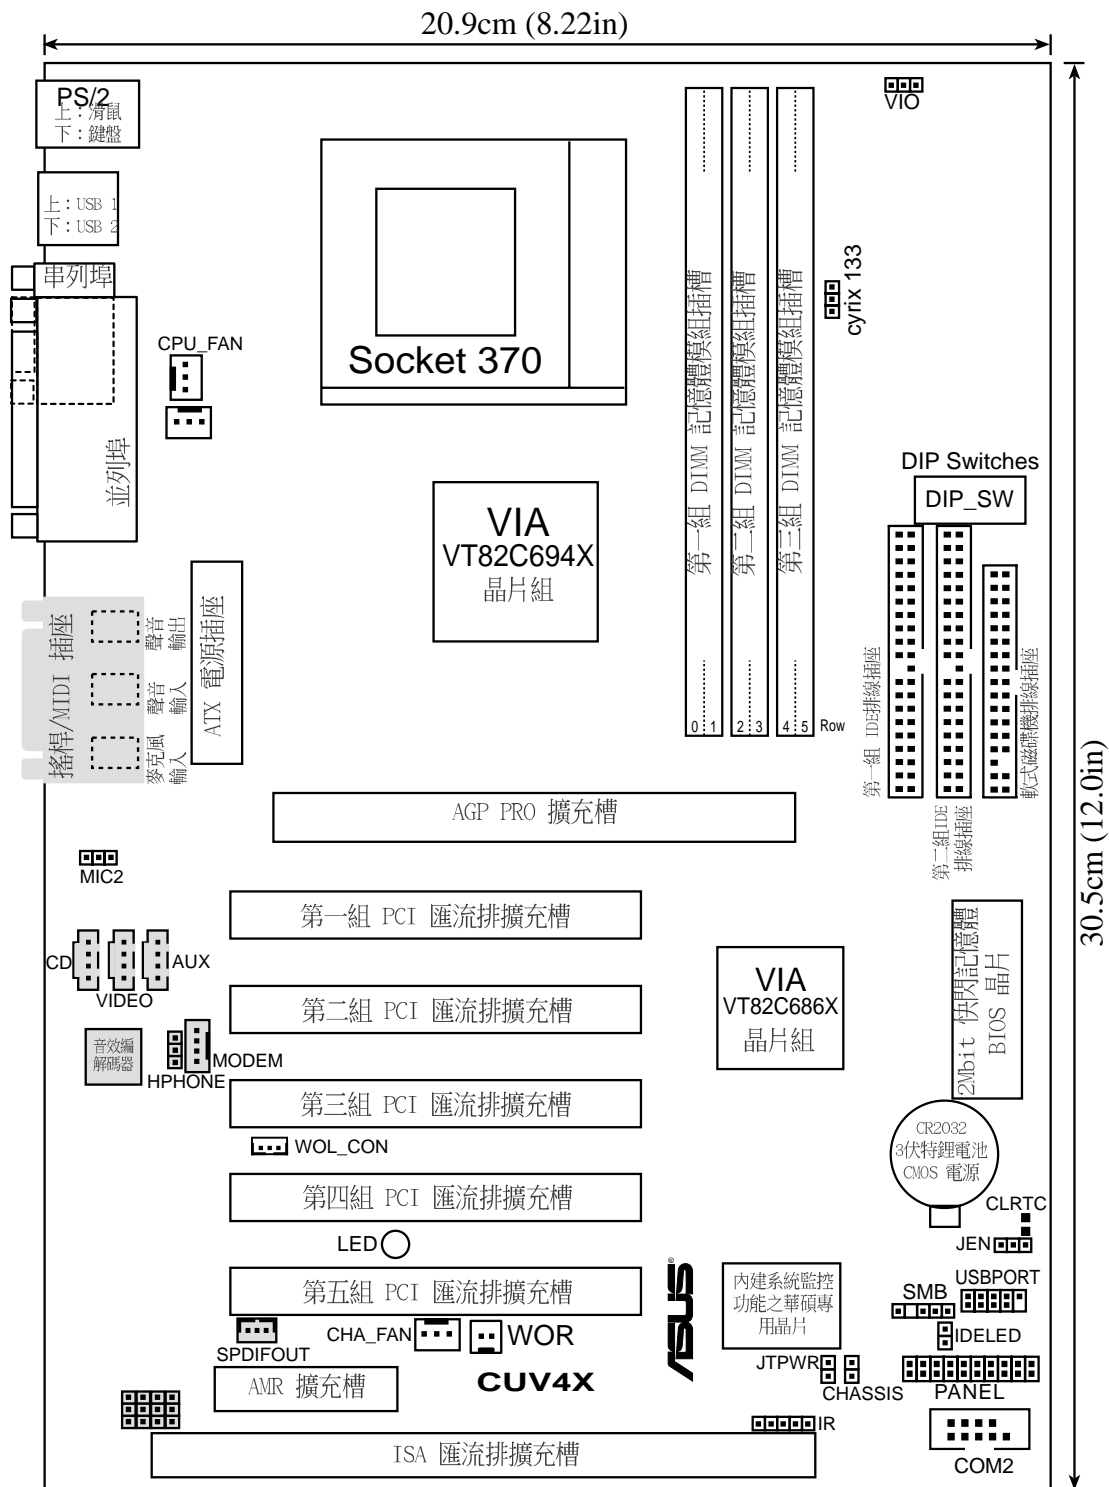 20.9cm (8.22in)
PS/2
上：滑鼠
下：鍵盤
VIO
上：USB 1
下：USB 2
串列埠
CPU_FAN
Socket 370
cyrix 133
並列埠
第一組 DIMM 記憶體模組插槽
第二組 DIMM 記憶體模組插槽
第三組 DIMM 記憶體模組插槽
DIP Switches
DIP_SW
VIA
VT82C694X
晶片組
搖桿/MIDI 插座
聲音
輸出
聲音
輸入
麥克風
輸入
ATX 電源插座
0 1 2 3 4 5 Row
第一組 IDE排線插座
第二組IDE
排線插座
軟式磁碟機排線插座
30.5cm (12.0in)
AGP PRO 擴充槽
MIC2
第一組 PCI 匯流排擴充槽
CD
AUX
VIDEO
VIA
VT82C686X
晶片組
2Mbit 快閃記憶體
BIOS 晶片
第二組 PCI 匯流排擴充槽
音效編
解碼器
MODEM
HPHONE
第三組 PCI 匯流排擴充槽
CR2032
3伏特鋰電池
CMOS 電源
WOL_CON
第四組 PCI 匯流排擴充槽
CLRTC
LED
JEN
第五組 PCI 匯流排擴充槽
ASUS®
內建系統監控
功能之華碩專
用晶片
USBPORT
SMB
SPDIFOUT
CHA_FAN
WOR
IDELED
JTPWR
CHASSIS
PANEL
AMR 擴充槽
CUV4X
IR
ISA 匯流排擴充槽
COM2